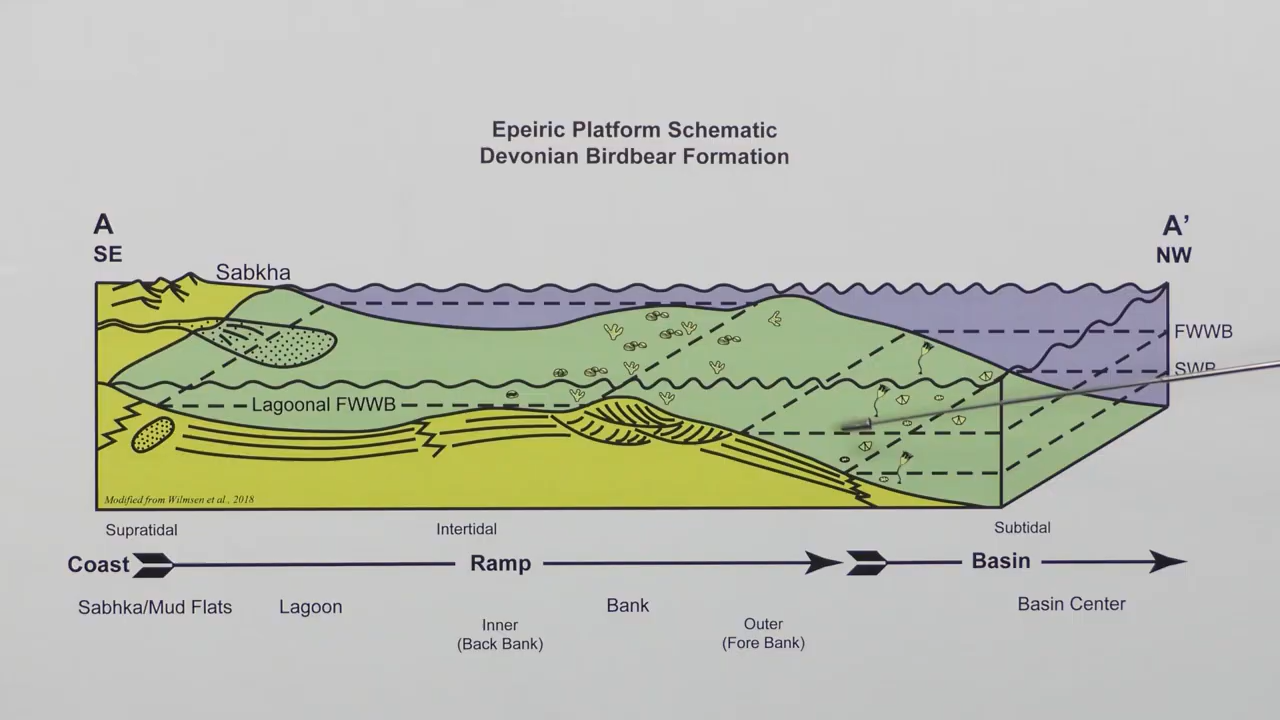 Epeiric Platform Schematic
Devonian Birdbear Formation
A
SE
A’
NW
Sabkha
FWWB
SWB
Lagoonal FWWB
Modified from Wilmsen et al., 2018
Supratidal
Intertidal
Subtidal
Coast
Ramp
Basin
Sabhka/Mud Flats
Lagoon
Bank
Basin Center
Inner
(Back Bank)
Outer
(Fore Bank)